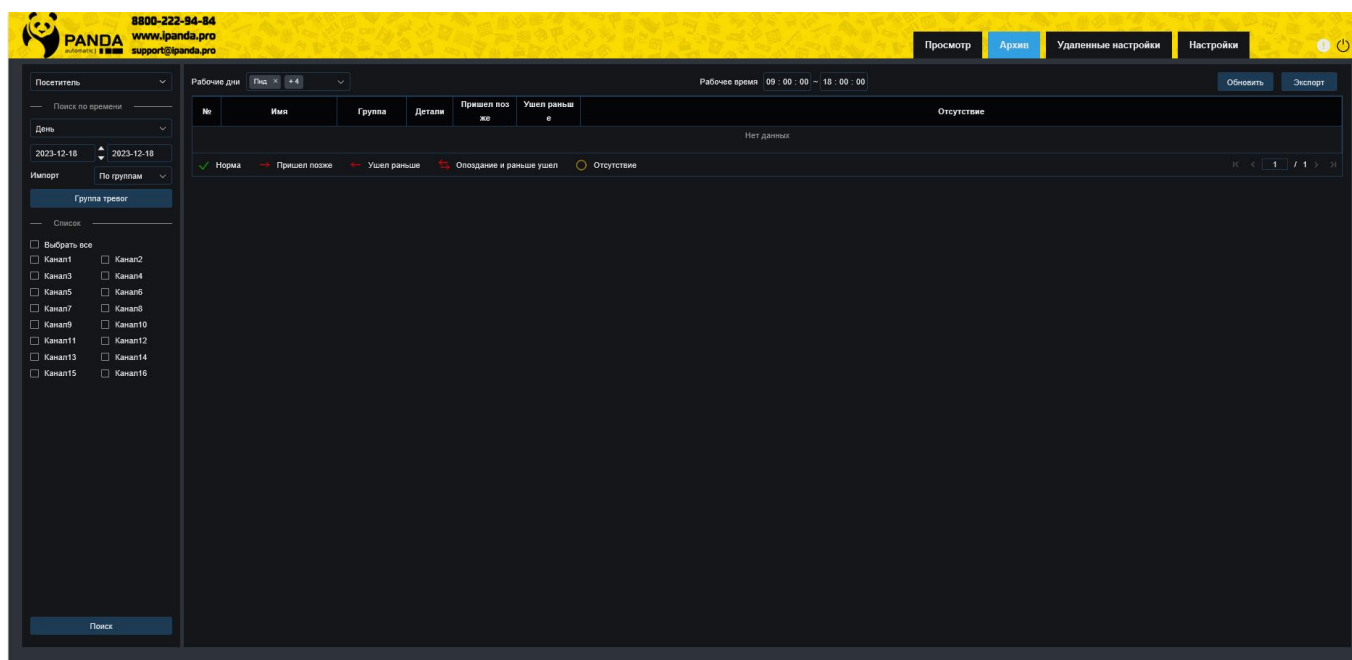 8800-222-94-84
www.ipanda.pro
support@ipanda.pro
PANDA
automatic
Просмотр
Архив
Удаленные настройки
Настройки
Посетитель
Поиск по времени
День
2023-12-18 2023-12-18
Импорт По группам
Группа тревог
Список
Выбрать все
Канал1 Канал2
Канал3 Канал4
Канал5 Канал6
Канал7 Канал8
Канал9 Канал10
Канал11 Канал12
Канал13 Канал14
Канал15 Канал16
Поиск
Рабочие дни Пнд × +4
Рабочее время 09 : 00 : 00 ~ 18 : 00 : 00
Обновить Экспорт
№ Имя Группа Детали Пришел поз Ушел раньш Отсутствие
же е
Нет данных
Норма Пришел позже Ушел раньше Опоздание и раньше ушел Отсутствие
1 / 1